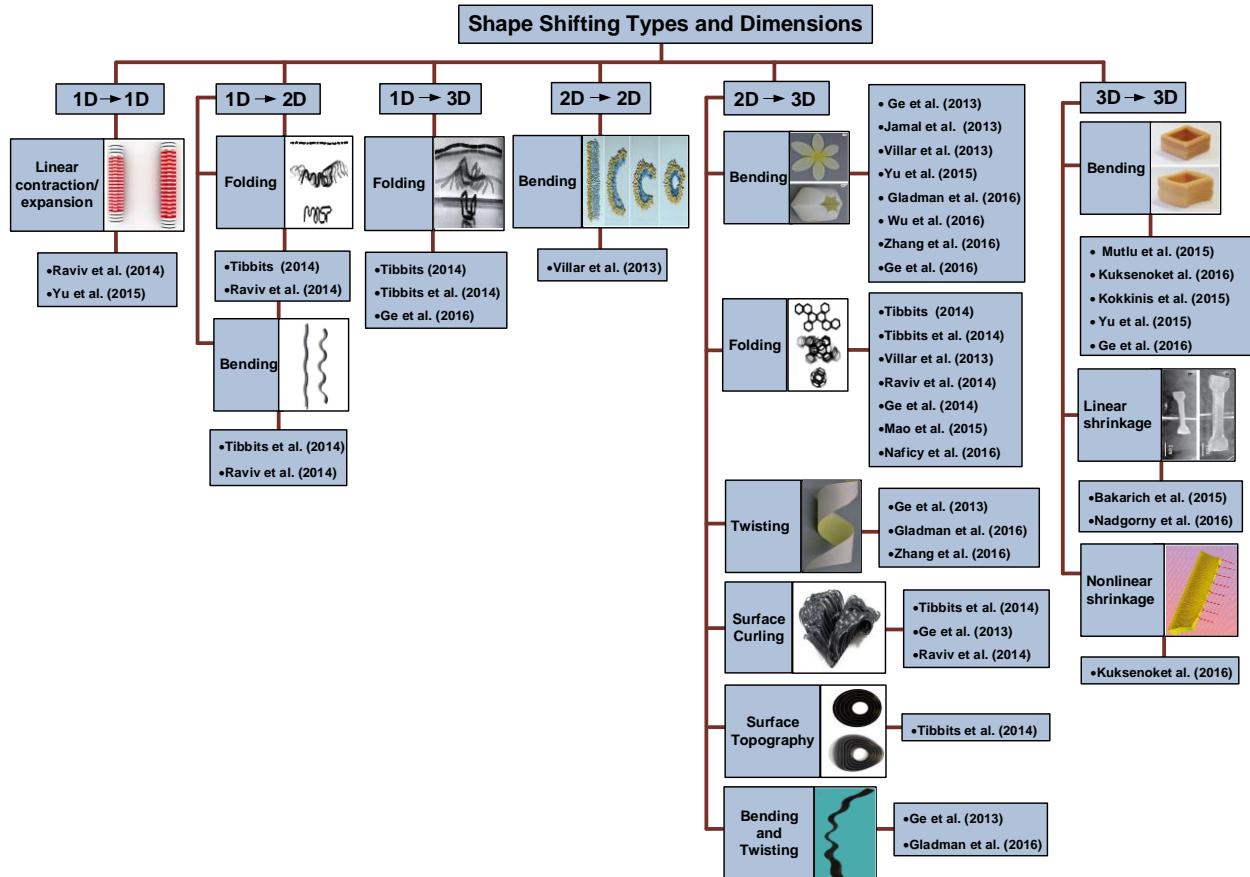 Shape Shifting Types and Dimensions
1D → 1D
Linear
contraction/
expansion
•Raviv et al. (2014)
•Yu et al. (2015)
1D → 2D
Folding
•Tibbits (2014)
•Raviv et al. (2014)
Bending
•Tibbits et al. (2014)
•Raviv et al. (2014)
1D → 3D
Folding
•Tibbits (2014)
•Tibbits et al. (2014)
•Ge et al. (2016)
2D → 2D
Bending
•Villar et al. (2013)
2D → 3D
Bending
• Ge et al. (2013)
•Jamal et al. (2013)
•Villar et al. (2013)
•Yu et al. (2015)
• Gladman et al. (2016)
• Wu et al. (2016)
•Zhang et al. (2016)
•Ge et al. (2016)
Folding
•Tibbits (2014)
•Tibbits et al. (2014)
•Villar et al. (2013)
•Raviv et al. (2014)
•Ge et al. (2014)
•Mao et al. (2015)
•Naficy et al. (2016)
Twisting
•Ge et al. (2013)
•Gladman et al. (2016)
•Zhang et al. (2016)
Surface
Curling
•Tibbits et al. (2014)
•Ge et al. (2013)
•Raviv et al. (2014)
Surface
Topography
•Tibbits et al. (2014)
Bending
and
Twisting
•Ge et al. (2013)
•Gladman et al. (2016)
3D → 3D
Bending
• Mutlu et al. (2015)
•Kuksenoket al. (2016)
•Kokkinis et al. (2015)
•Yu et al. (2015)
•Ge et al. (2016)
Linear
shrinkage
•Bakarich et al. (2015)
•Nadgorny et al. (2016)
Nonlinear
shrinkage
•Kuksenoket al. (2016)